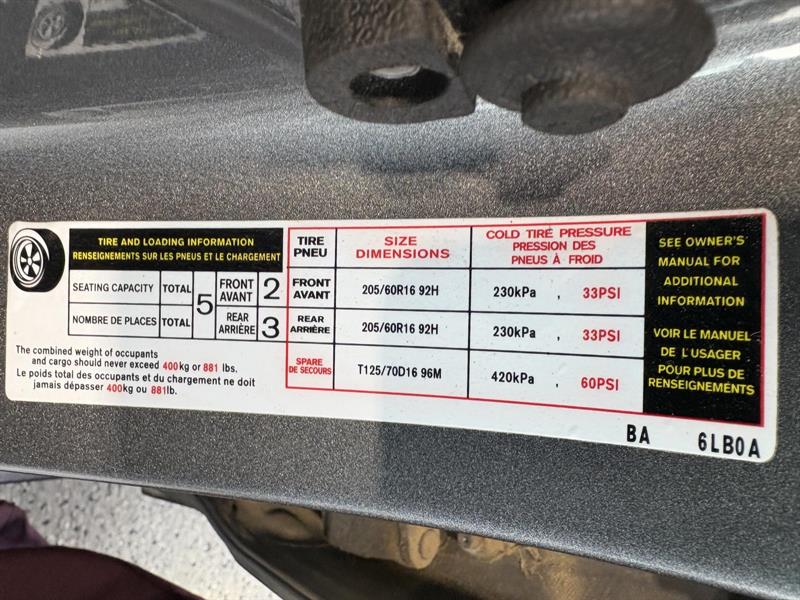 TIRE AND LOADING INFORMATION
RENSEIGNEMENTS SUR LES PNEUS ET LE CHARGEMENT
SEATING CAPACITY TOTAL 5 FRONT AVANT 2
NOMBRE DE PLACES TOTAL REAR ARRIÈRE 3
The combined weight of occupants
and cargo should never exceed 400kg or 881 lbs.
Le poids total des occupants et du chargement ne doit
jamais dépasser 400kg ou 881lb.
TIRE PNEU SIZE DIMENSIONS COLD TIRE PRESSURE PRESSION DES PNEUS À FROID
FRONT AVANT 205/60R16 92H 230kPa , 33PSI
REAR ARRIÈRE 205/60R16 92H 230kPa , 33PSI
SPARE DE SECOURS T125/70D16 96M 420kPa , 60PSI
SEE OWNER'S
MANUAL FOR
ADDITIONAL
INFORMATION
VOIR LE MANUEL
DE L'USAGER
POUR PLUS DE
RENSEIGNEMENTS
BA 6LB0A